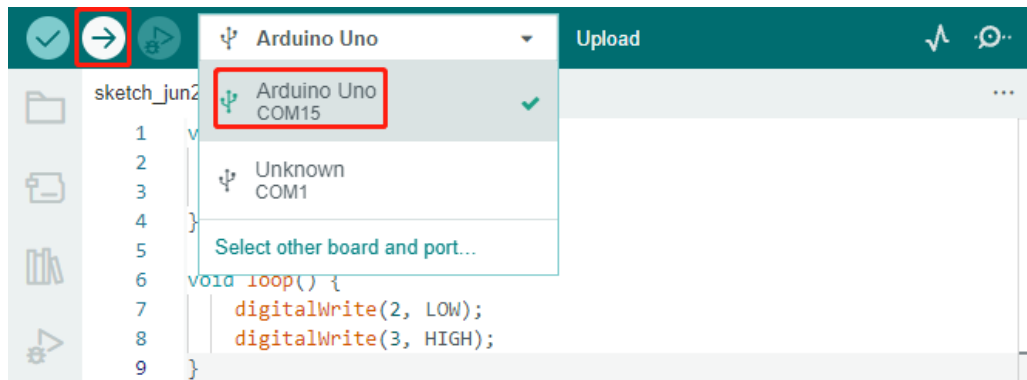 Arduino Uno
Upload
sketch_jun2
Arduino Uno
COM15
Unknown
COM1
Select other board and port...
1
2
3
4 }
5
6 void loop() {
7 digitalWrite(2, LOW);
8 digitalWrite(3, HIGH);
9 }